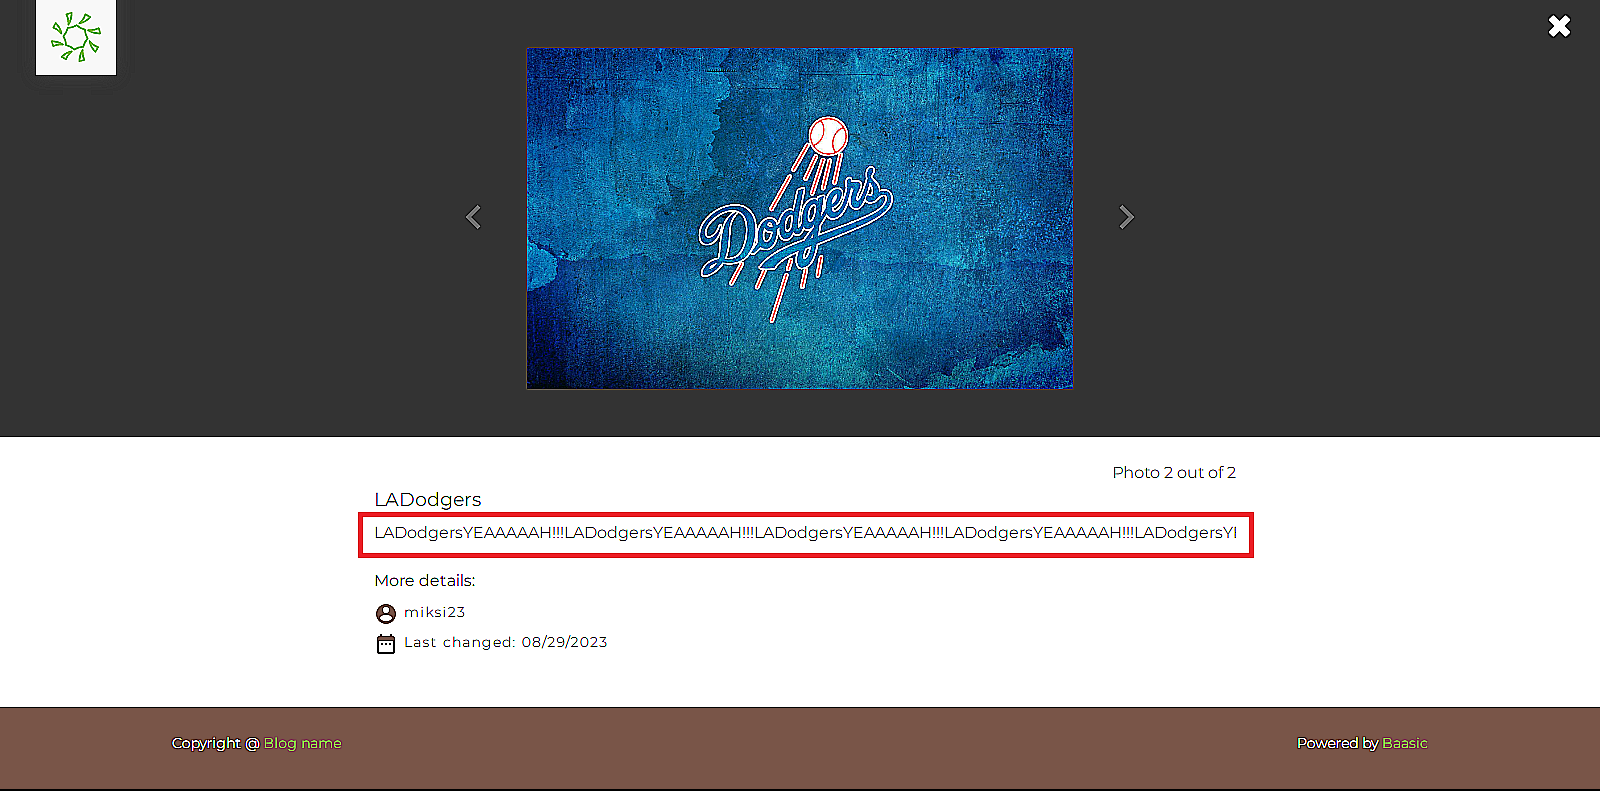 Dodgers
Photo 2 out of 2
LADodgers
LADodgersYEAAAAAH!!!LADodgersYEAAAAAH!!!LADodgersYEAAAAAH!!!LADodgersYEAAAAAH!!!LADodgersYI
More details:
miksi23
Last changed: 08/29/2023
Copyright @ Blog name
Powered by Baasic